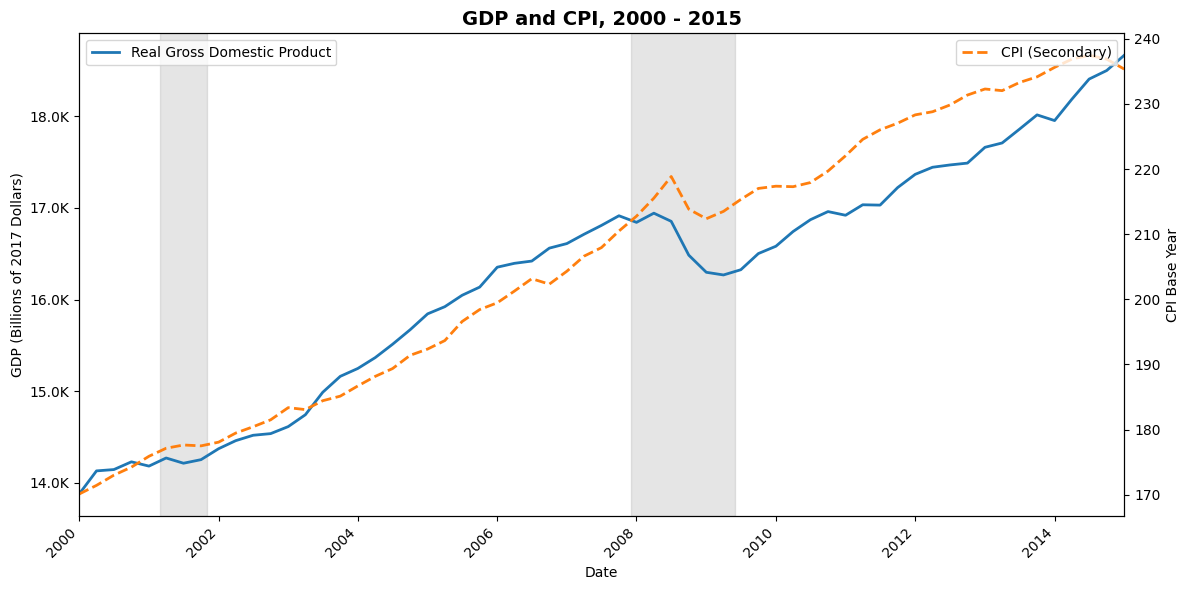 GDP and CPI, 2000 - 2015
Real Gross Domestic Product
CPI (Secondary)
GDP (Billions of 2017 Dollars)
18.0K
17.0K
16.0K
15.0K
14.0K
240
230
220
210
200
190
180
170
CPI Base Year
2000
2002
2004
2006
2008
2010
2012
2014
Date